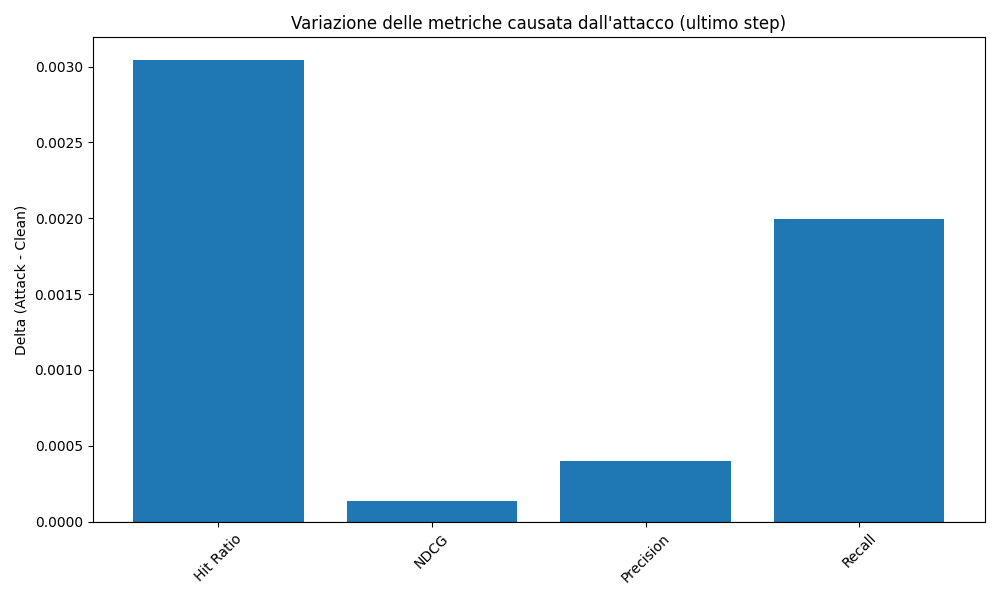 Variazione delle metriche causata dall'attacco (ultimo step)
Delta (Attack - Clean)
0.0030
0.0025
0.0020
0.0015
0.0010
0.0005
0.0000
Hit Ratio
NDCG
Precision
Recall